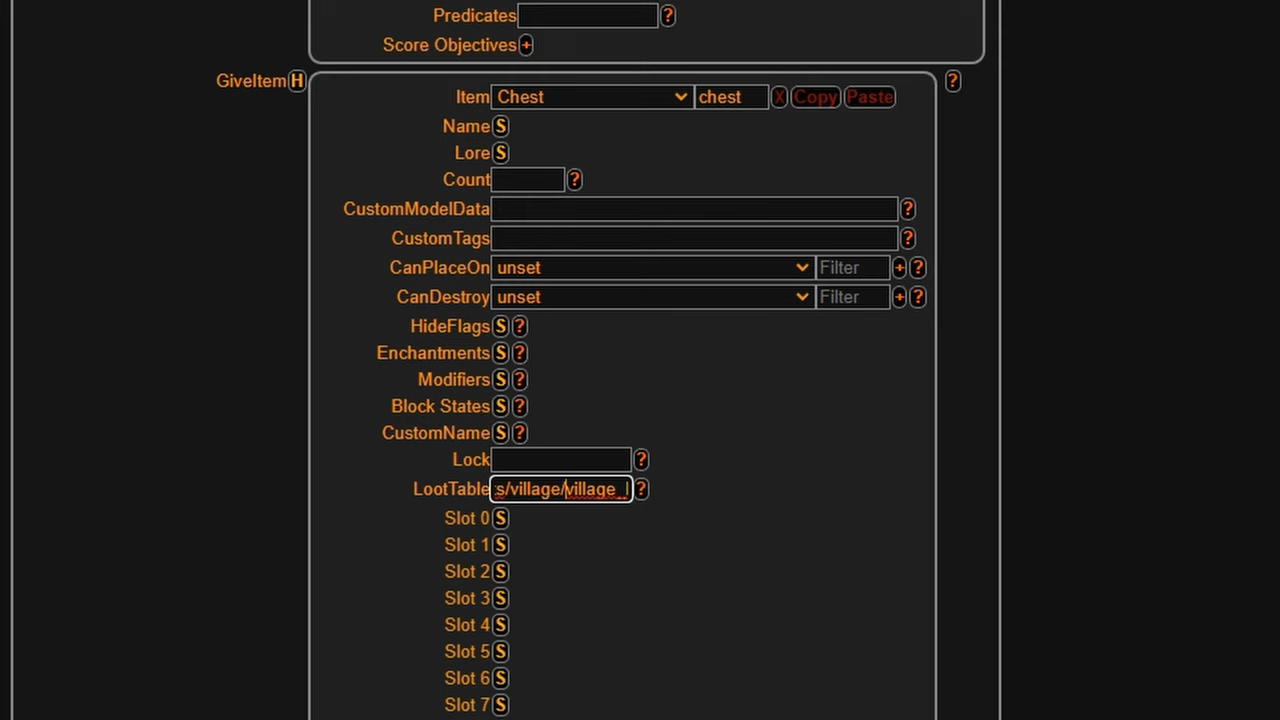 Predicates ?
Score Objectives +
GiveItem H ?
Item Chest chest X Copy Paste
Name S
Lore S
Count ?
CustomModelData ?
CustomTags ?
CanPlaceOn unset Filter + ?
CanDestroy unset Filter + ?
HideFlags S ?
Enchantments S ?
Modifiers S ?
Block States S ?
CustomName S ?
Lock ?
LootTable s/village/village_ ?
Slot 0 S
Slot 1 S
Slot 2 S
Slot 3 S
Slot 4 S
Slot 5 S
Slot 6 S
Slot 7 S